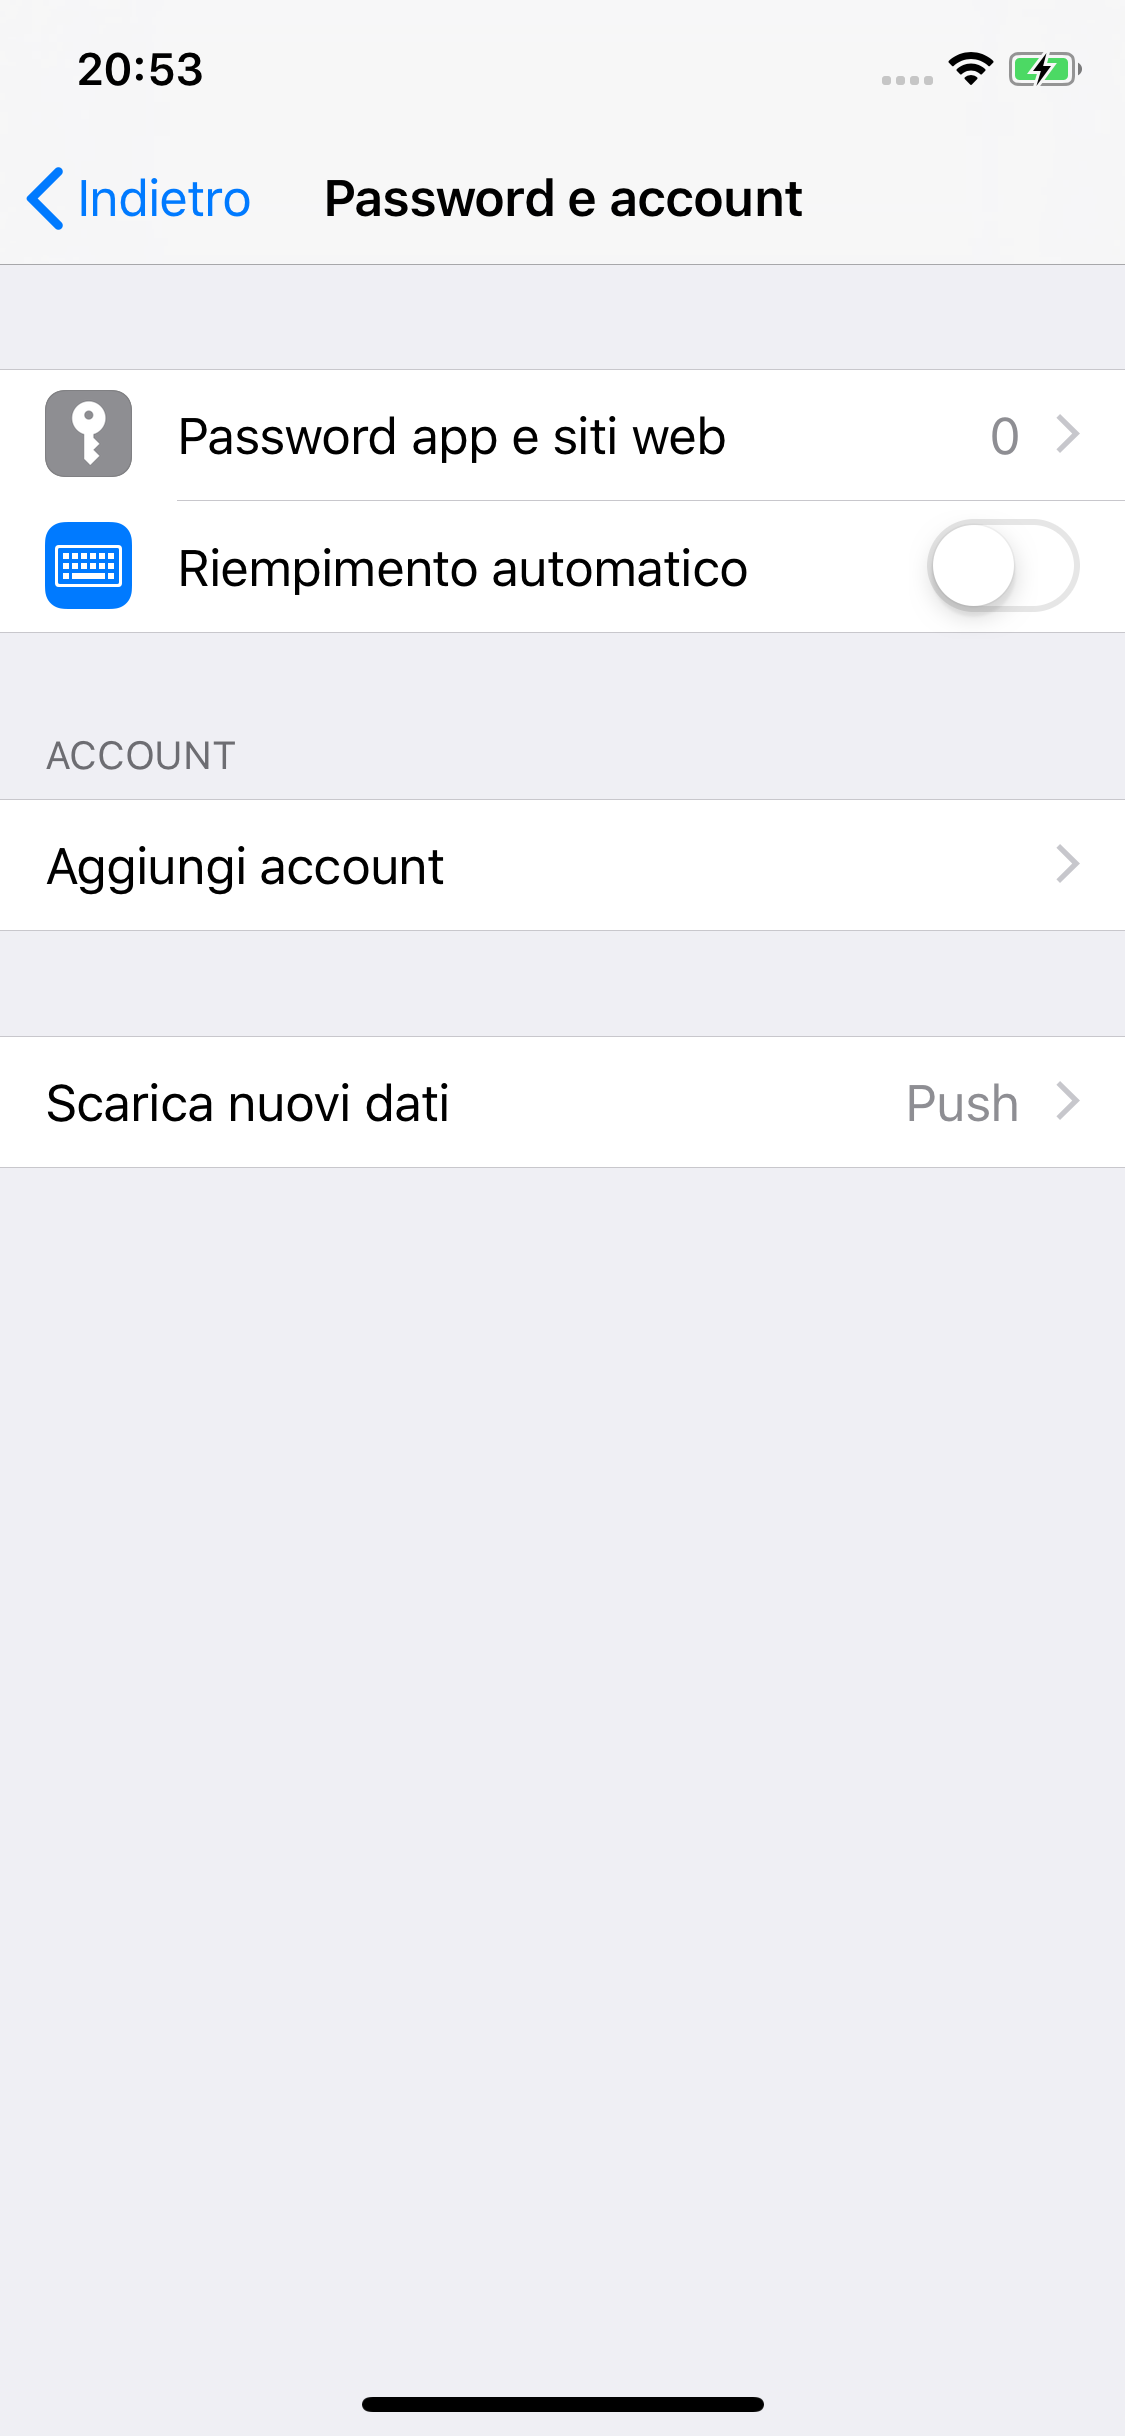 20:53
Indietro
Password e account
Password app e siti web 0
Riempimento automatico
ACCOUNT
Aggiungi account
Scarica nuovi dati Push